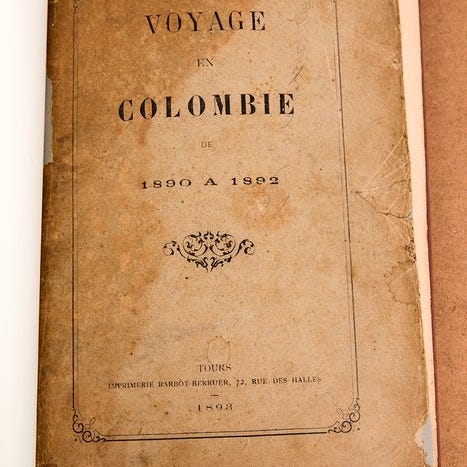 VOYAGE
EN
COLOMBIE
DE
1890 A 1892
TOURS
IMPRIMERIE BARBOT-BERRUER, 72, RUE DES HALLES
1893